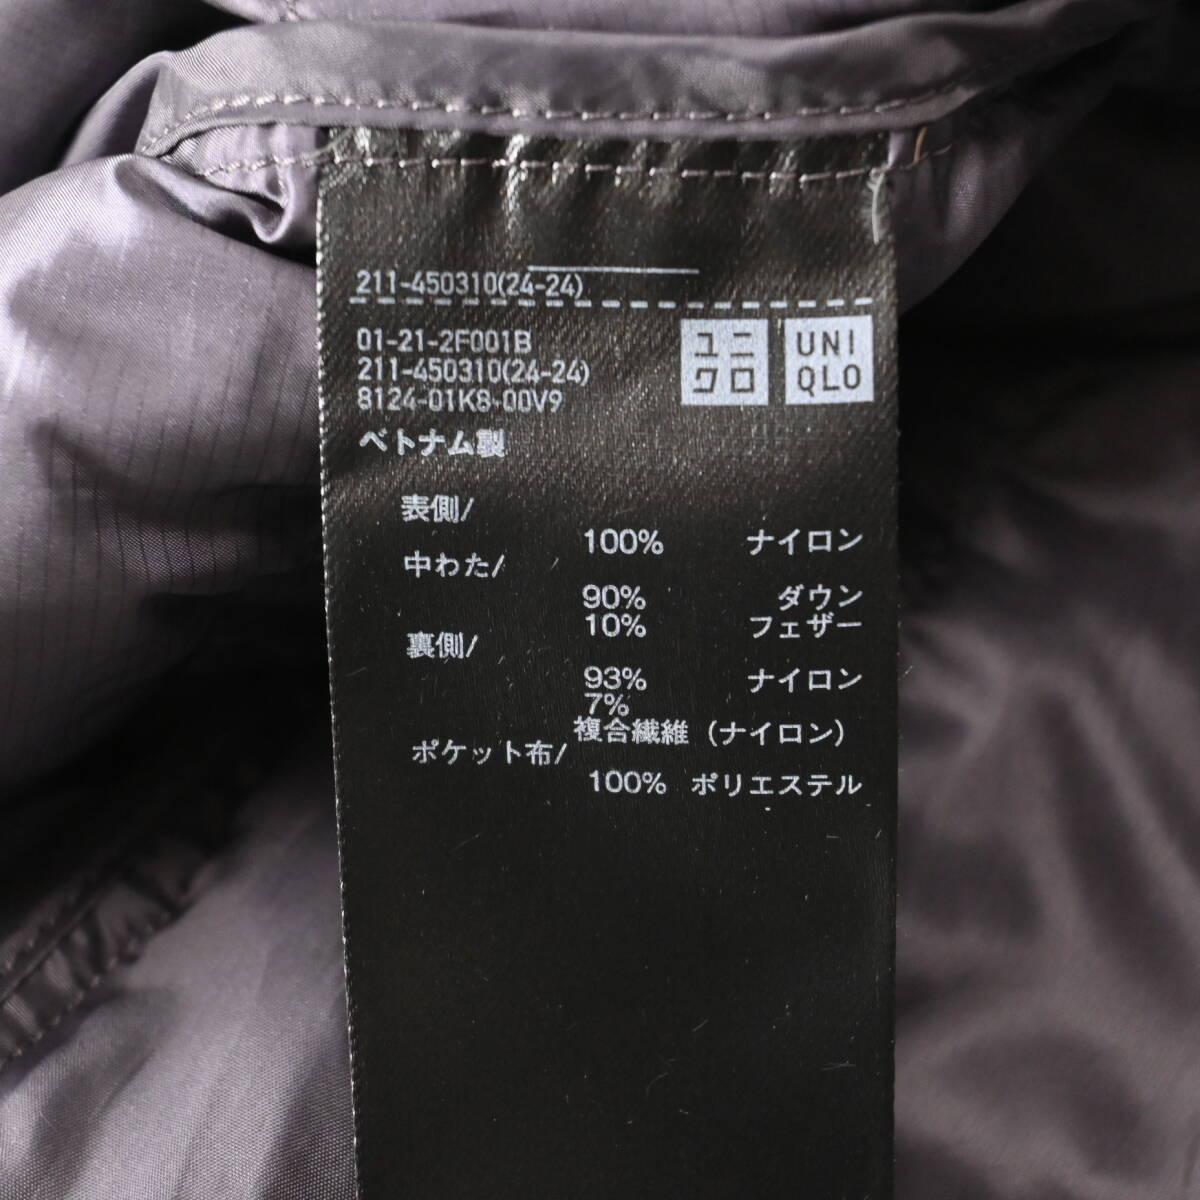 211-450310(24-24)
01-21-2F001B
211-450310(24-24)
8124-01K8-00V9
ベトナム製
ユニ
クロ
UNI
QLO
表側/
100% ナイロン
中わた/
90% ダウン
10% フェザー
裏側/
93% ナイロン
7%
複合繊維(ナイロン)
ポケット布/
100% ポリエステル